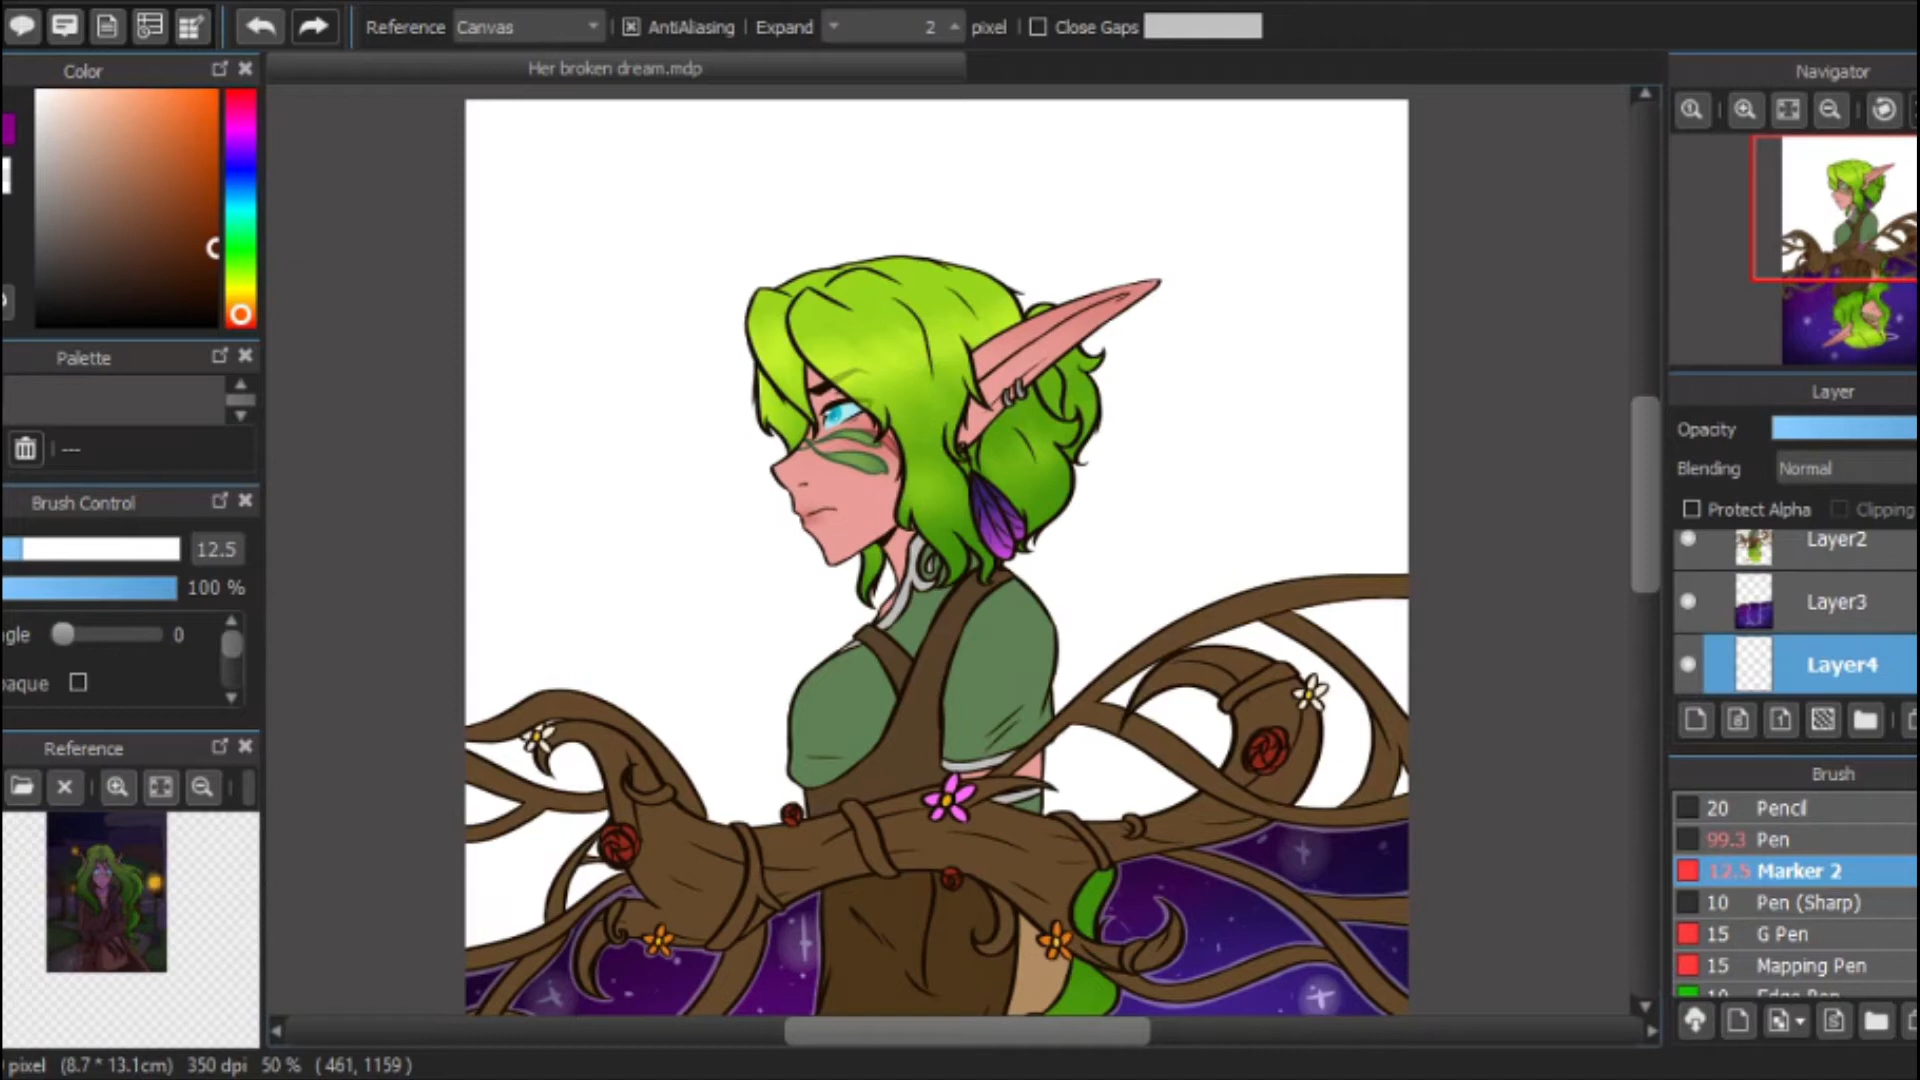 Reference Canvas AntiAliasing Expand 2 pixel Close Gaps
Color
Her broken dream.mdp
Navigator
Palette
---
Brush Control
12.5
100 %
gle 0
paque
Reference
Layer
Opacity
Blending Normal
Protect Alpha Clipping
Layer2
Layer3
Layer4
Brush
20 Pencil
99.3 Pen
12.5 Marker 2
10 Pen (Sharp)
15 G Pen
15 Mapping Pen
pixel (8.7 * 13.1cm) 350 dpi 50 % ( 461, 1159 )